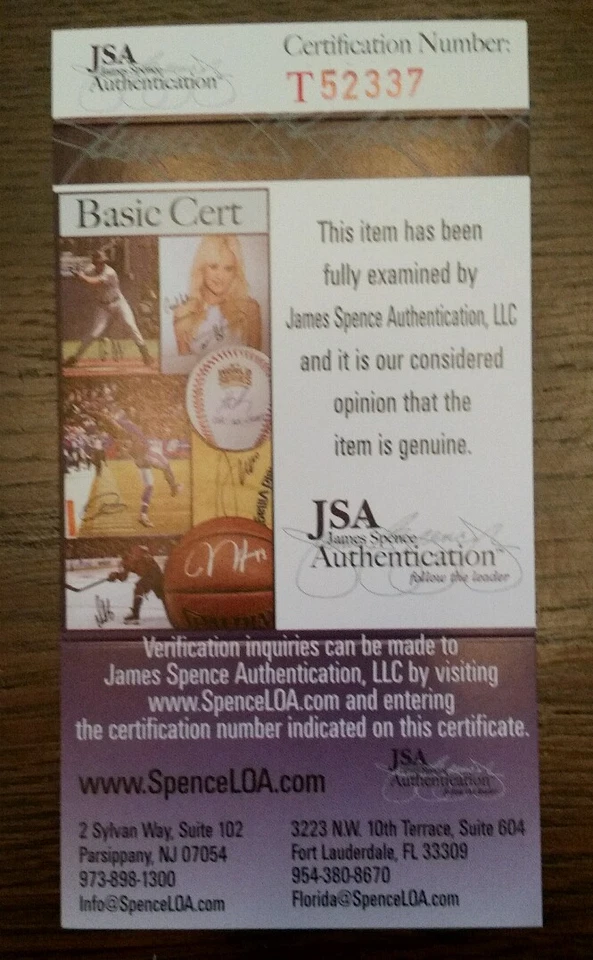 JSA
James Spence
Authentication™
Certification Number:
T52337
Basic Cert
This item has been
fully examined by
James Spence Authentication, LLC
and it is our considered
opinion that the
item is genuine.
JSA
James Spence
Authentication™
follow the leader
Verification inquiries can be made to
James Spence Authentication, LLC by visiting
www.SpenceLOA.com and entering
the certification number indicated on this certificate.
www.SpenceLOA.com
JSA
Authentication
2 Sylvan Way, Suite 102
Parsippany, NJ 07054
973-898-1300
Info@SpenceLOA.com
3223 N.W. 10th Terrace, Suite 604
Fort Lauderdale, FL 33309
954-380-8670
Florida@SpenceLOA.com